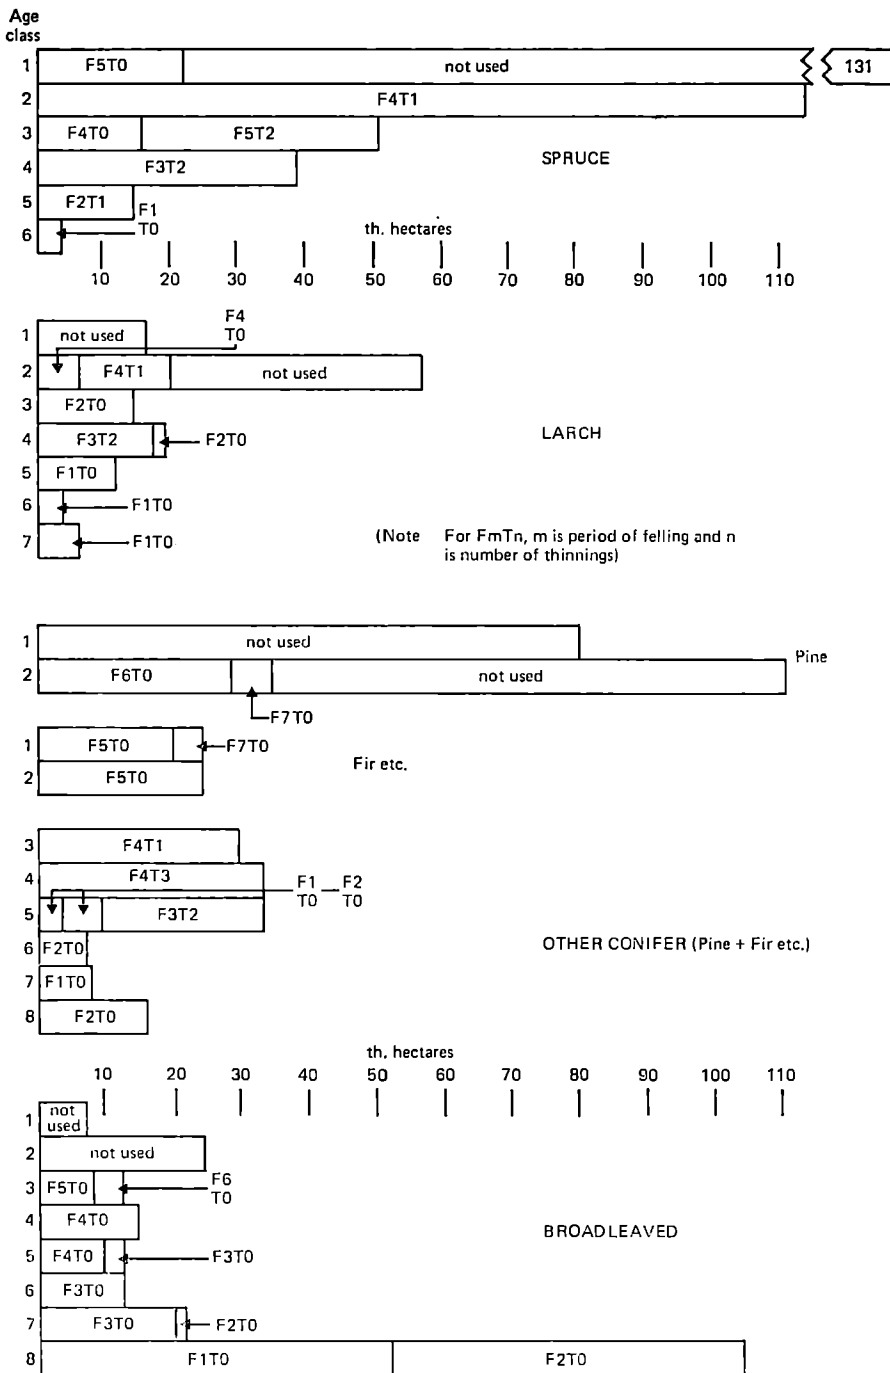 Age
class
1 F5T0 not used 131
2 F4T1
3 F4T0 F5T2
SPRUCE
4 F3T2
5 F2T1 F1
T0
6
th. hectares
10 20 30 40 50 60 70 80 90 100 110
F4
T0
1 not used
2 F4T1 not used
3 F2T0
4 F3T2 F2T0
LARCH
5 F1T0
6 F1T0
7 F1T0
(Note For FmTn, m is period of felling and n
is number of thinnings)
1 not used
Pine
2 F6T0 not used
F7T0
1 F5T0 F7T0
Fir etc.
2 F5T0
3 F4T1
4 F4T3
F1 F2
T0 T0
5 F3T2
6 F2T0
OTHER CONIFER (Pine + Fir etc.)
7 F1T0
8 F2T0
th. hectares
10 20 30 40 50 60 70 80 90 100 110
1 not
used
2 not used
3 F5T0 F6
T0
4 F4T0
BROADLEAVED
5 F4T0 F3T0
6 F3T0
7 F3T0 F2T0
8 F1T0 F2T0